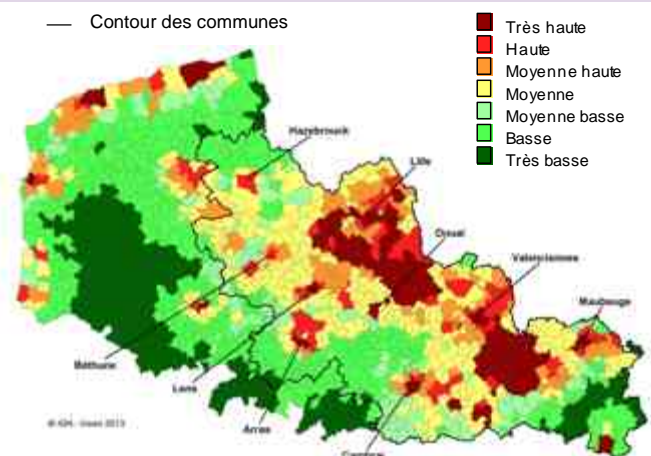 Contour des communes
Très haute
Haute
Moyenne haute
Moyenne
Moyenne basse
Basse
Très basse
Hazebrouck
Lille
Douai
Valenciennes
Maubeuge
Béthune
Lens
Arras
Cambrai